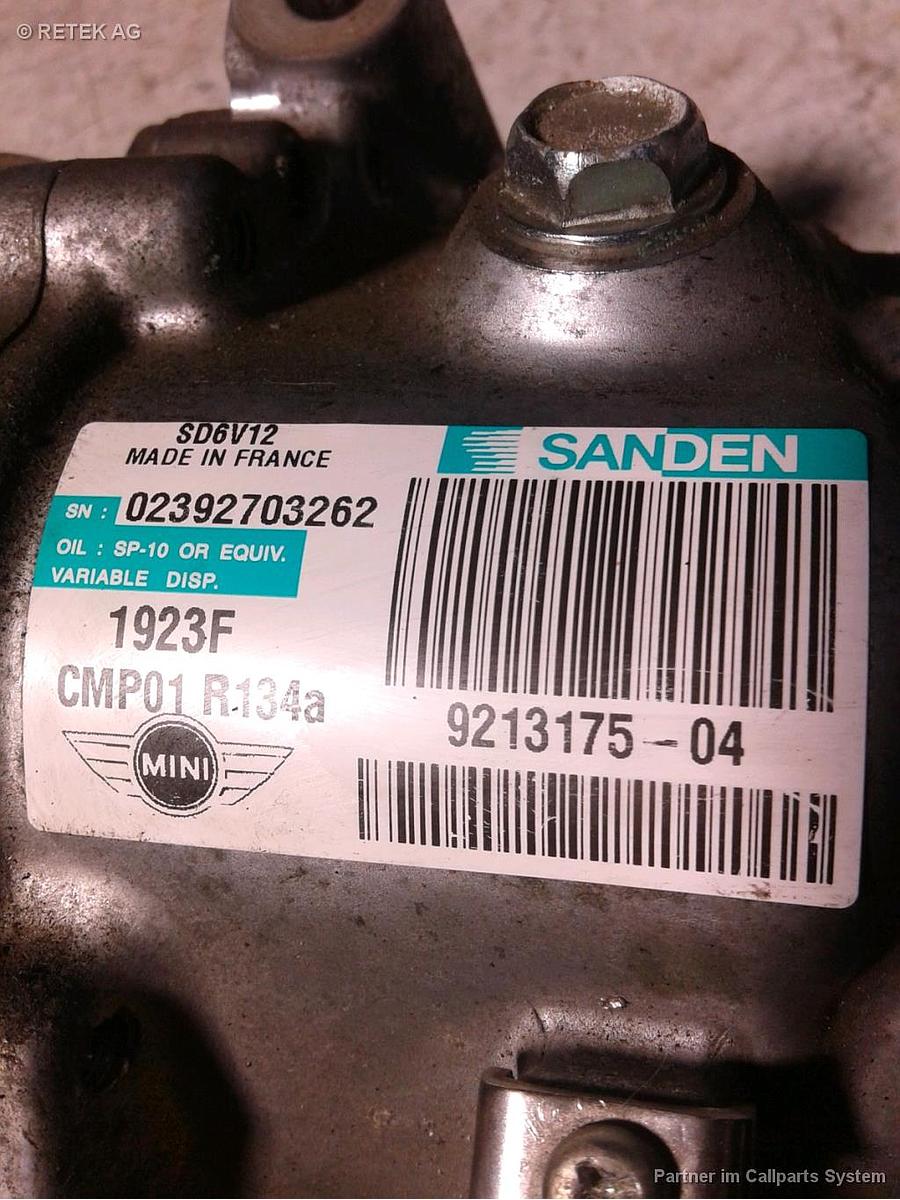 © RETEK AG
SD6V12
MADE IN FRANCE
SANDEN
SN : 02392703262
OIL : SP-10 OR EQUIV.
VARIABLE DISP.
1923F
CMP01 R134a
9213175-04
MINI
Partner im Callparts System